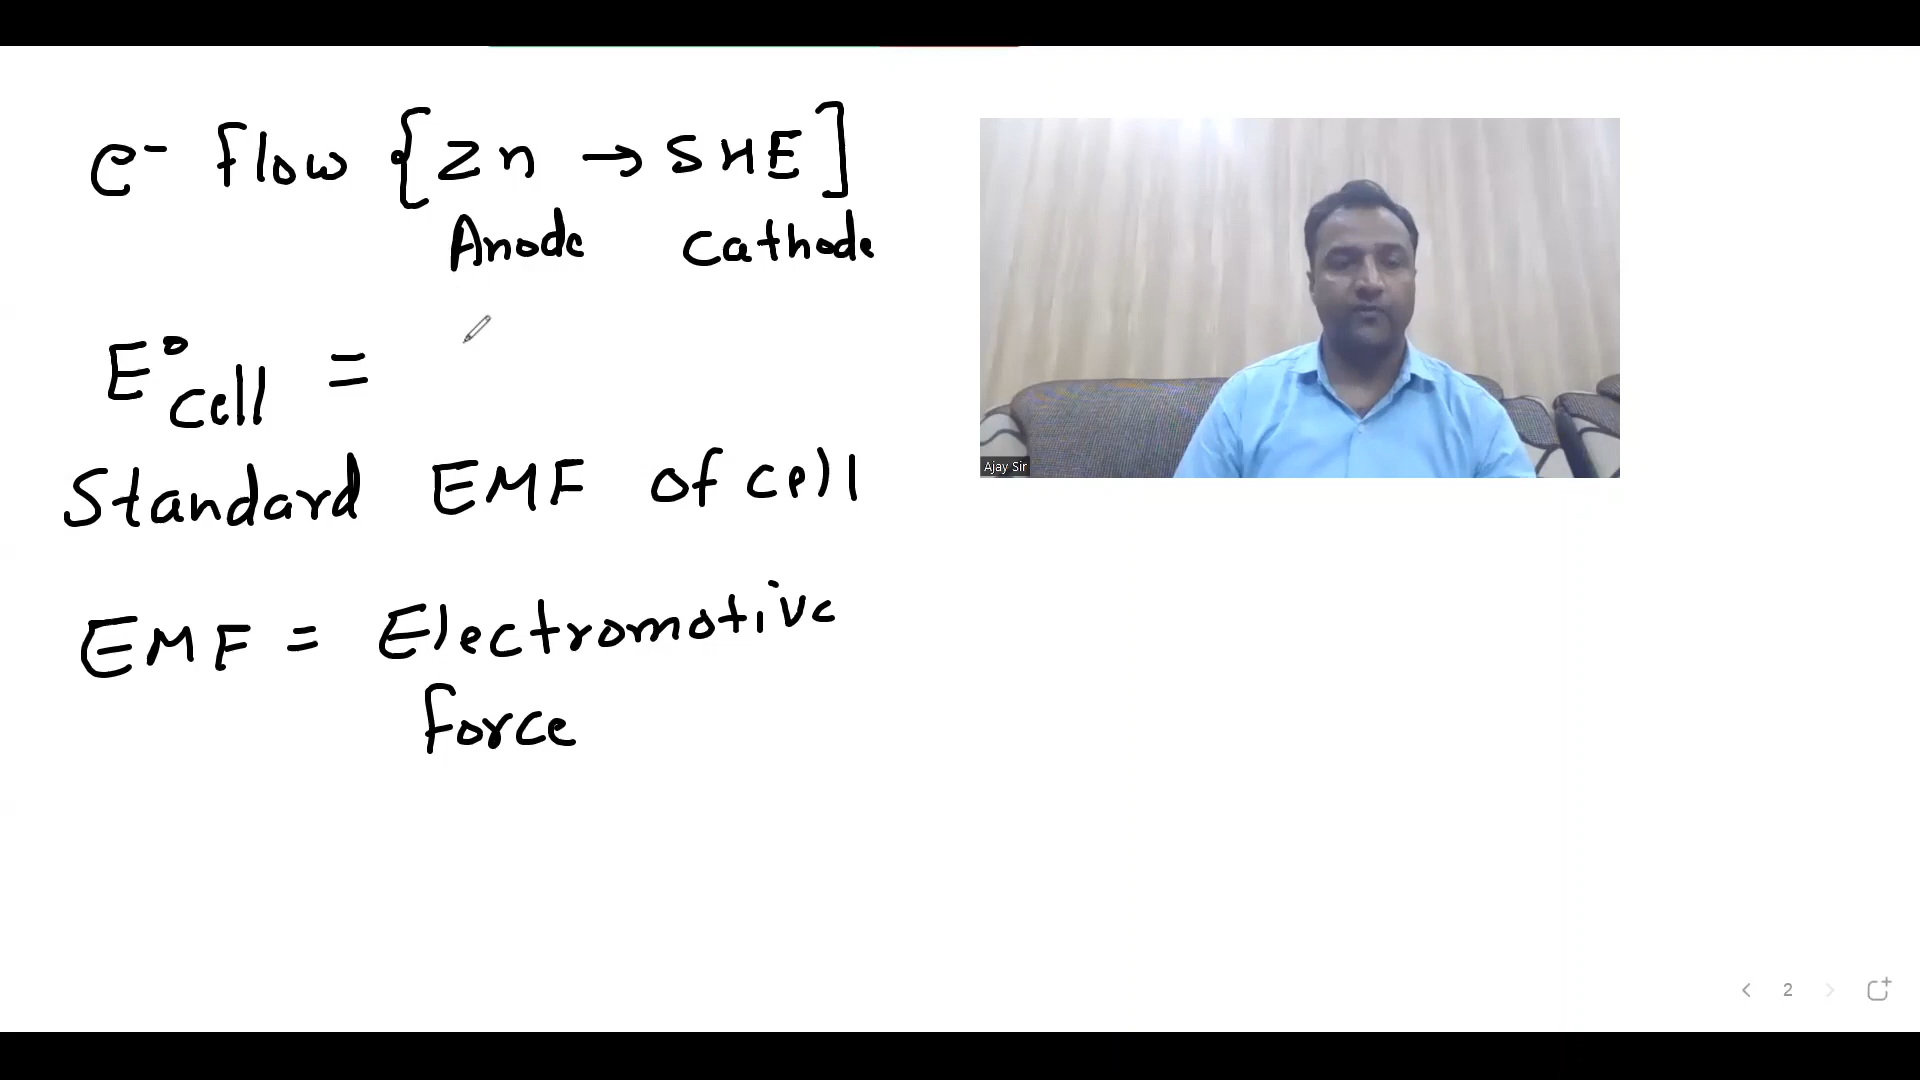 e⁻ flow {Zn → SHE]
Anode Cathode
E°cell =
Standard EMF of cell
EMF = Electromotive
force
Ajay Sir
2